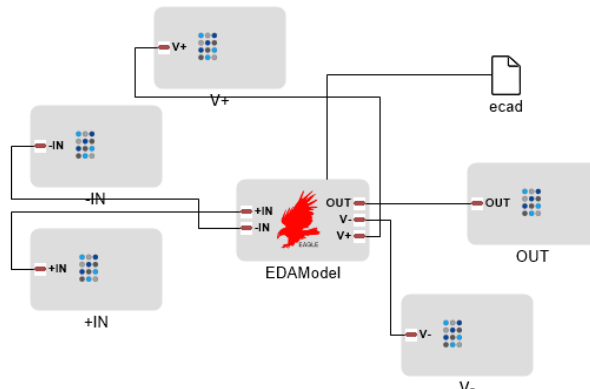 V+
V+
ecad
-IN
-IN
+IN
-IN
OUT
V-
V+
EAGLE
EDAModel
OUT
OUT
+IN
+IN
V-
V-